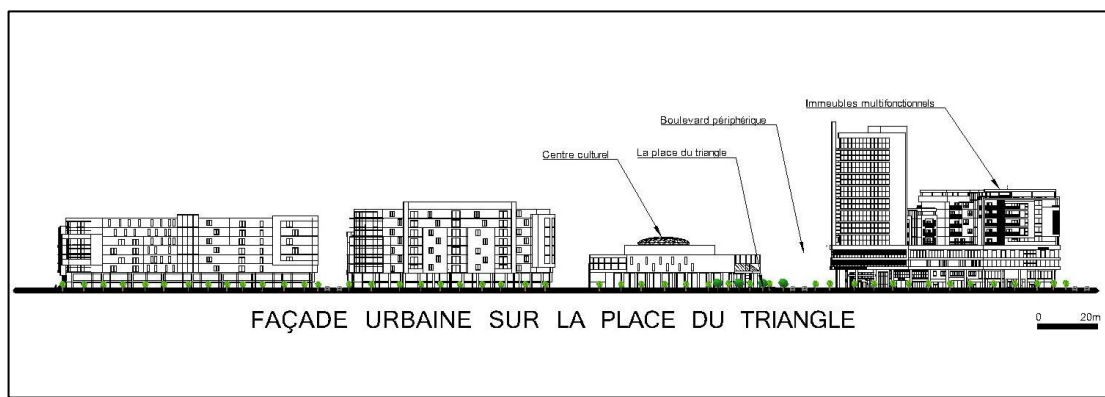 Immeubles multifonctionnels
Boulevard périphérique
Centre culturel
La place du triangle
FAÇADE URBAINE SUR LA PLACE DU TRIANGLE
0 20m